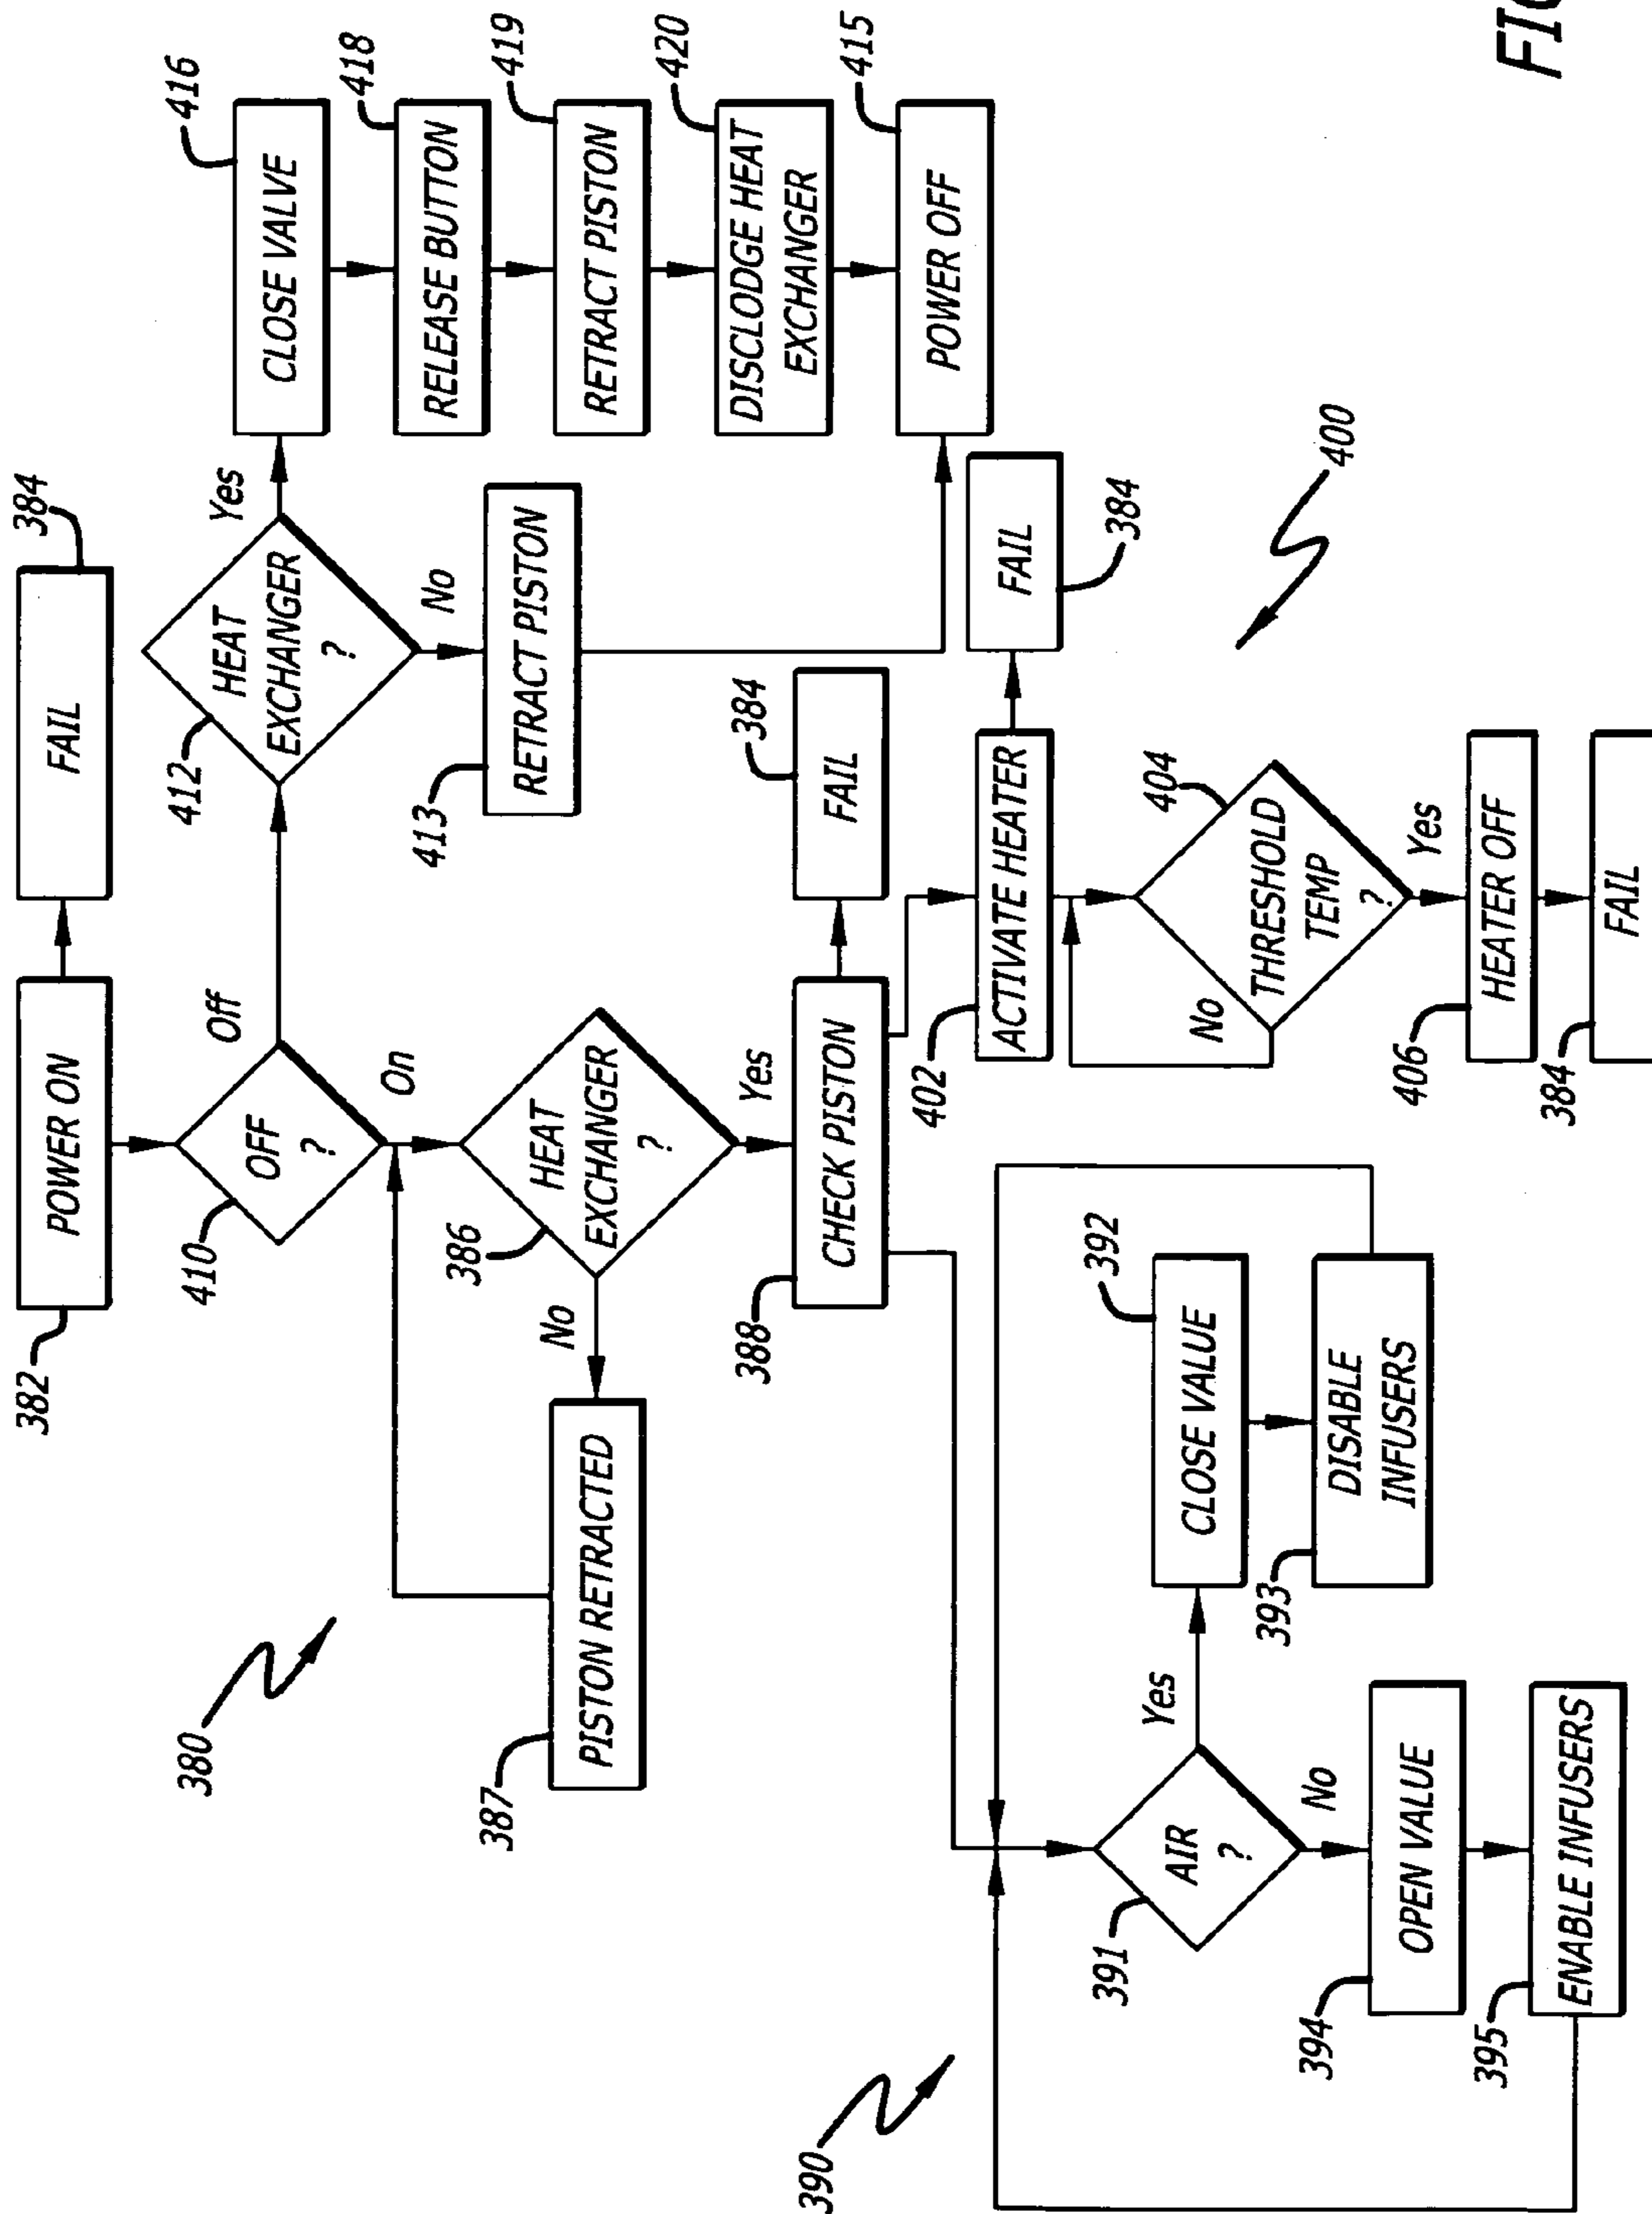 382
POWER ON
FAIL
384
410
OFF
?
Off
On
412
HEAT
EXCHANGER
?
Yes
No
416
CLOSE VALVE
418
RELEASE BUTTON
419
RETRACT PISTON
420
DISCLODGE HEAT
EXCHANGER
415
POWER OFF
413
RETRACT PISTON
380
386
HEAT
EXCHANGER
?
No
Yes
387
PISTON RETRACTED
388
CHECK PISTON
FAIL
384
402
ACTIVATE HEATER
FAIL
384
400
404
THRESHOLD
TEMP
?
No
Yes
406
HEATER OFF
384
FAIL
390
391
AIR
?
Yes
No
392
CLOSE VALUE
393
DISABLE
INFUSERS
394
OPEN VALUE
395
ENABLE INFUSERS